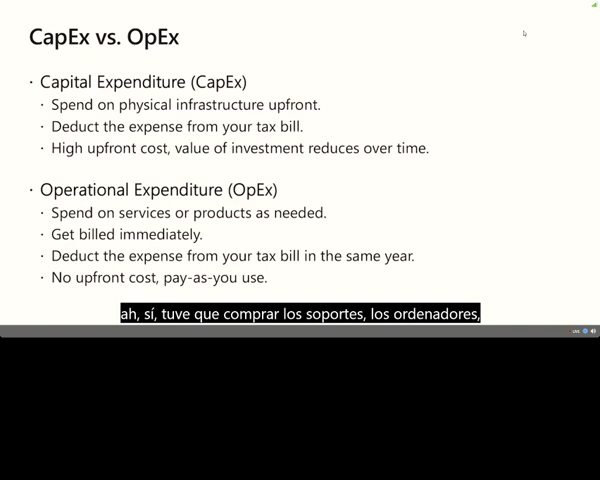 CapEx vs. OpEx
· Capital Expenditure (CapEx)
· Spend on physical infrastructure upfront.
· Deduct the expense from your tax bill.
· High upfront cost, value of investment reduces over time.
· Operational Expenditure (OpEx)
· Spend on services or products as needed.
· Get billed immediately.
· Deduct the expense from your tax bill in the same year.
· No upfront cost, pay-as-you use.
ah, sí, tuve que comprar los soportes, los ordenadores,